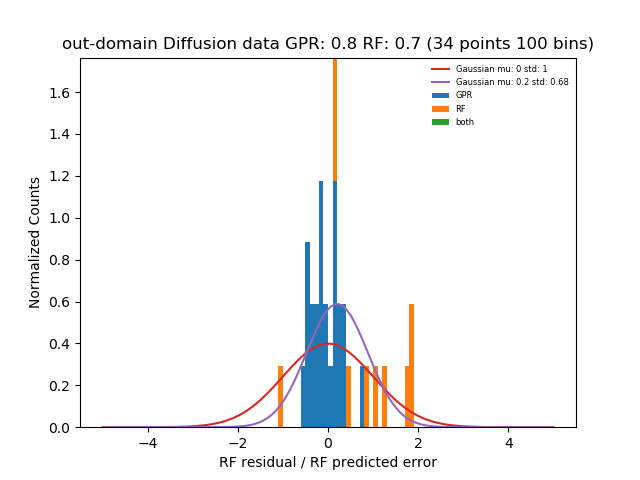 out-domain Diffusion data GPR: 0.8 RF: 0.7 (34 points 100 bins)
Gaussian mu: 0 std: 1
Gaussian mu: 0.2 std: 0.68
GPR
RF
both
Normalized Counts
1.6
1.4
1.2
1.0
0.8
0.6
0.4
0.2
0.0
−4 −2 0 2 4
RF residual / RF predicted error